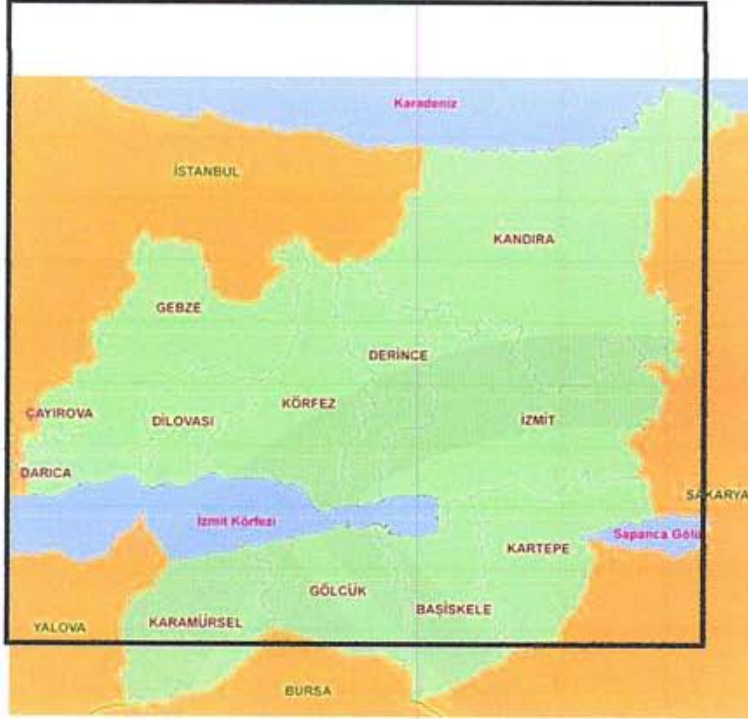 Karadeniz
İSTANBUL
KANDIRA
GEBZE
DERİNCE
KÖRFEZ
ÇAYIROVA
DİLOVASI
İZMİT
DARICA
SAKARYA
İzmit Körfezi
Sapanca Gölü
KARTEPE
GÖLCÜK
BAŞİSKELE
KARAMÜRSEL
YALOVA
BURSA